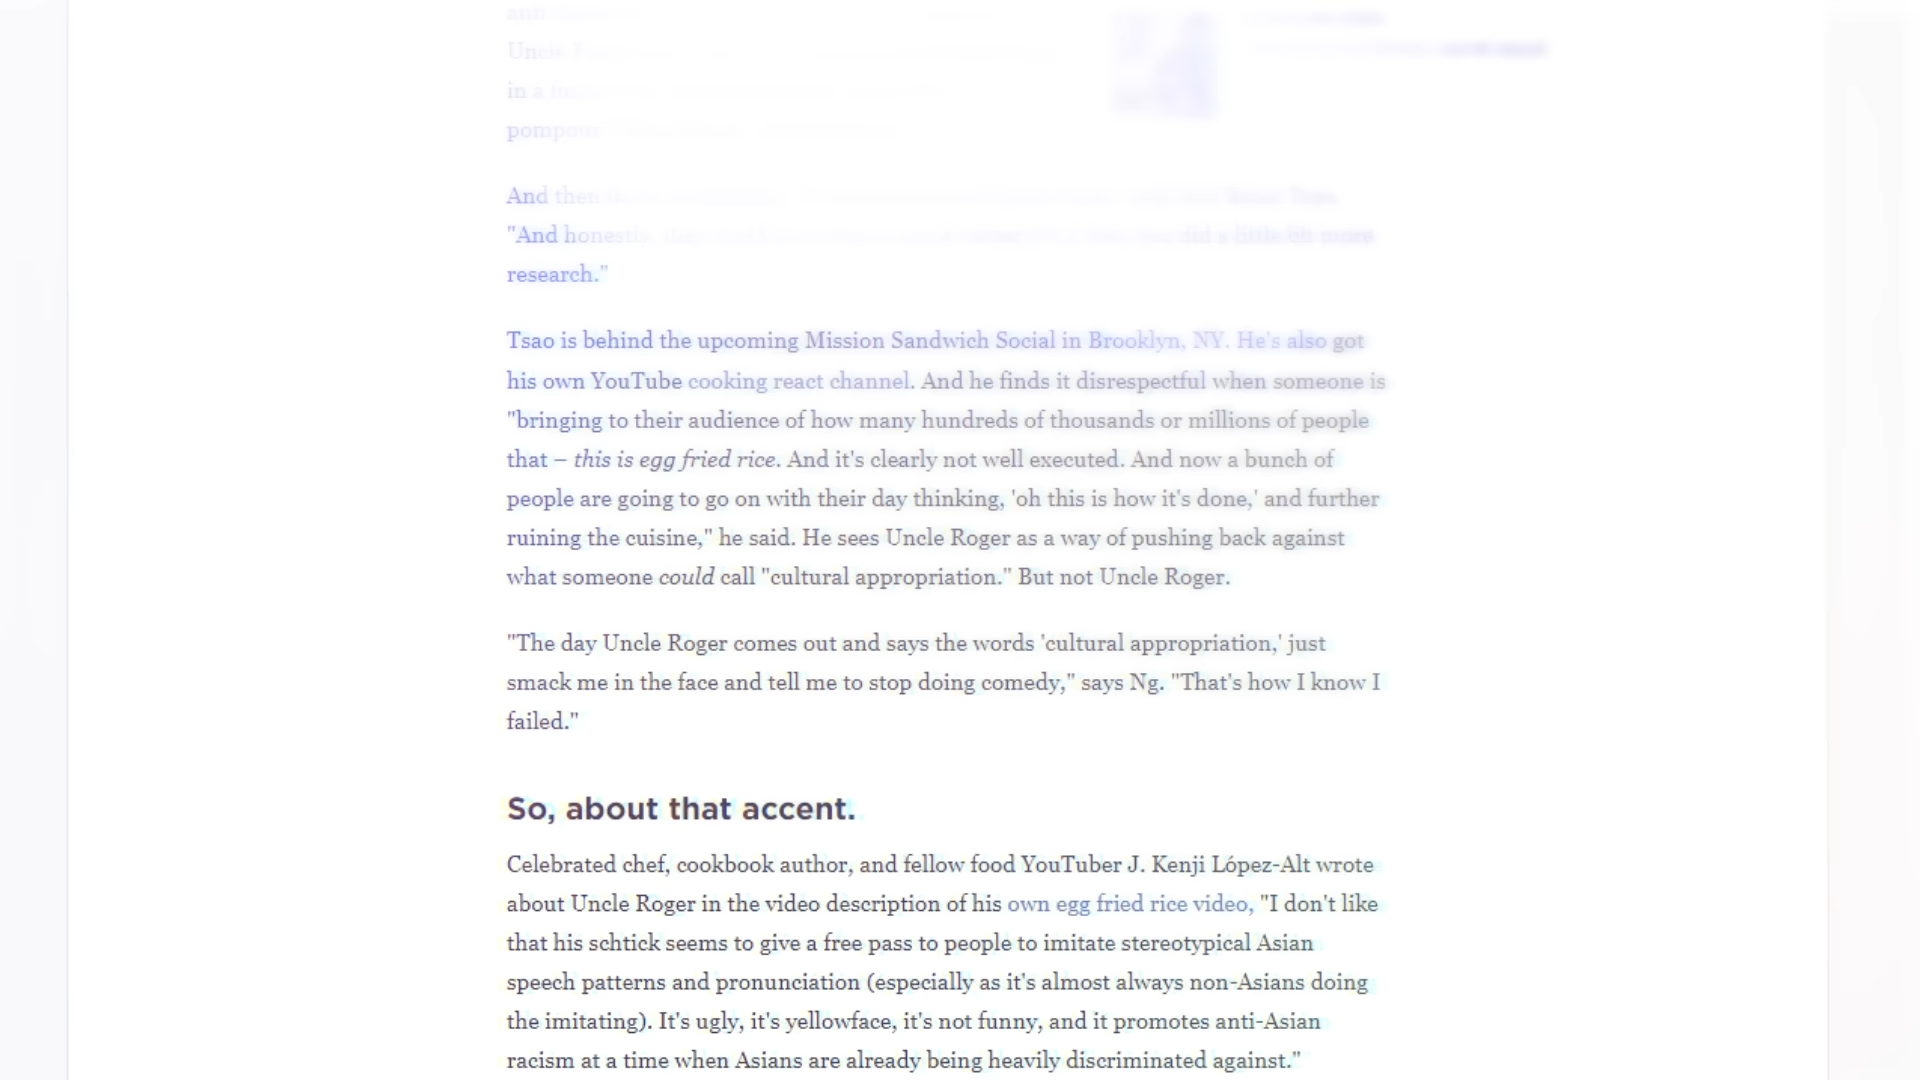 Uncle
in a
pompous
And then
"And honestly, did a little bit more
research."
Tsao is behind the upcoming Mission Sandwich Social in Brooklyn, NY. He's also got
his own YouTube cooking react channel. And he finds it disrespectful when someone is
"bringing to their audience of how many hundreds of thousands or millions of people
that – this is egg fried rice. And it's clearly not well executed. And now a bunch of
people are going to go on with their day thinking, 'oh this is how it's done,' and further
ruining the cuisine," he said. He sees Uncle Roger as a way of pushing back against
what someone could call "cultural appropriation." But not Uncle Roger.
"The day Uncle Roger comes out and says the words 'cultural appropriation,' just
smack me in the face and tell me to stop doing comedy," says Ng. "That's how I know I
failed."
So, about that accent.
Celebrated chef, cookbook author, and fellow food YouTuber J. Kenji López-Alt wrote
about Uncle Roger in the video description of his own egg fried rice video, "I don't like
that his schtick seems to give a free pass to people to imitate stereotypical Asian
speech patterns and pronunciation (especially as it's almost always non-Asians doing
the imitating). It's ugly, it's yellowface, it's not funny, and it promotes anti-Asian
racism at a time when Asians are already being heavily discriminated against."